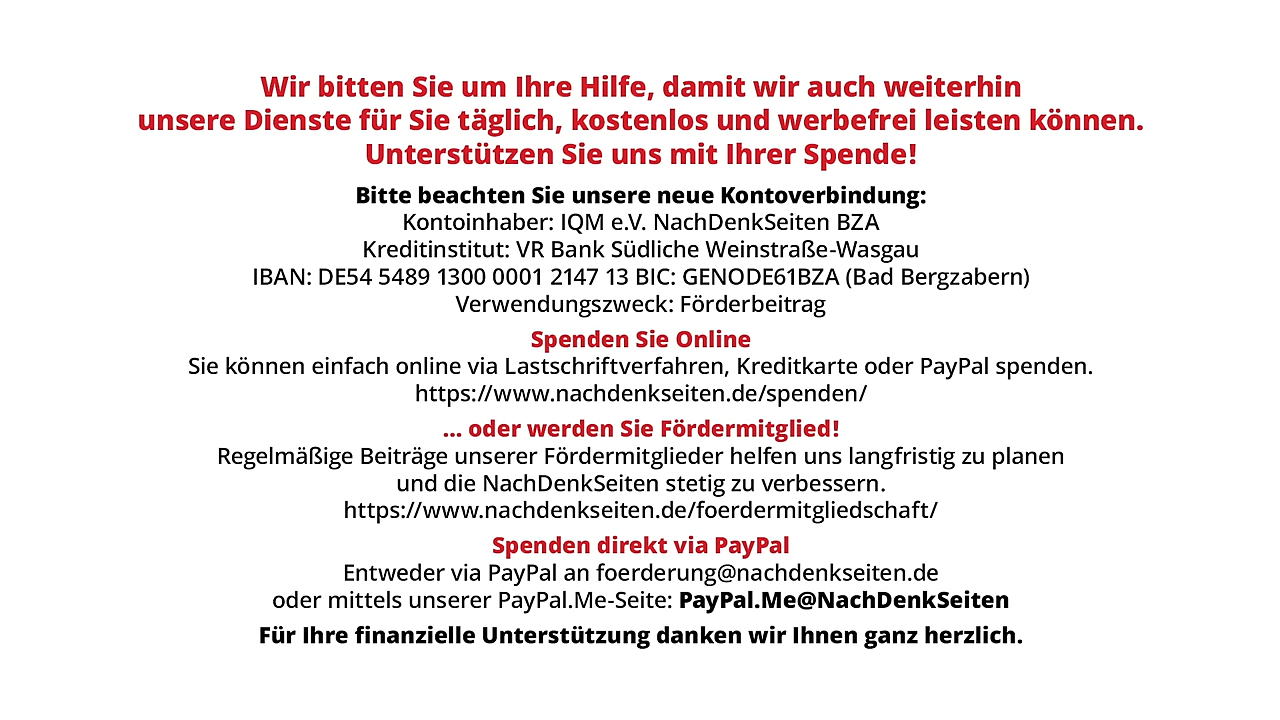 Wir bitten Sie um Ihre Hilfe, damit wir auch weiterhin
unsere Dienste für Sie täglich, kostenlos und werbefrei leisten können.
Unterstützen Sie uns mit Ihrer Spende!
Bitte beachten Sie unsere neue Kontoverbindung:
Kontoinhaber: IQM e.V. NachDenkSeiten BZA
Kreditinstitut: VR Bank Südliche Weinstraße-Wasgau
IBAN: DE54 5489 1300 0001 2147 13 BIC: GENODE61BZA (Bad Bergzabern)
Verwendungszweck: Förderbeitrag
Spenden Sie Online
Sie können einfach online via Lastschriftverfahren, Kreditkarte oder PayPal spenden.
https://www.nachdenkseiten.de/spenden/
... oder werden Sie Fördermitglied!
Regelmäßige Beiträge unserer Fördermitglieder helfen uns langfristig zu planen
und die NachDenkSeiten stetig zu verbessern.
https://www.nachdenkseiten.de/foerdermitgliedschaft/
Spenden direkt via PayPal
Entweder via PayPal an foerderung@nachdenkseiten.de
oder mittels unserer PayPal.Me-Seite: PayPal.Me@NachDenkSeiten
Für Ihre finanzielle Unterstützung danken wir Ihnen ganz herzlich.